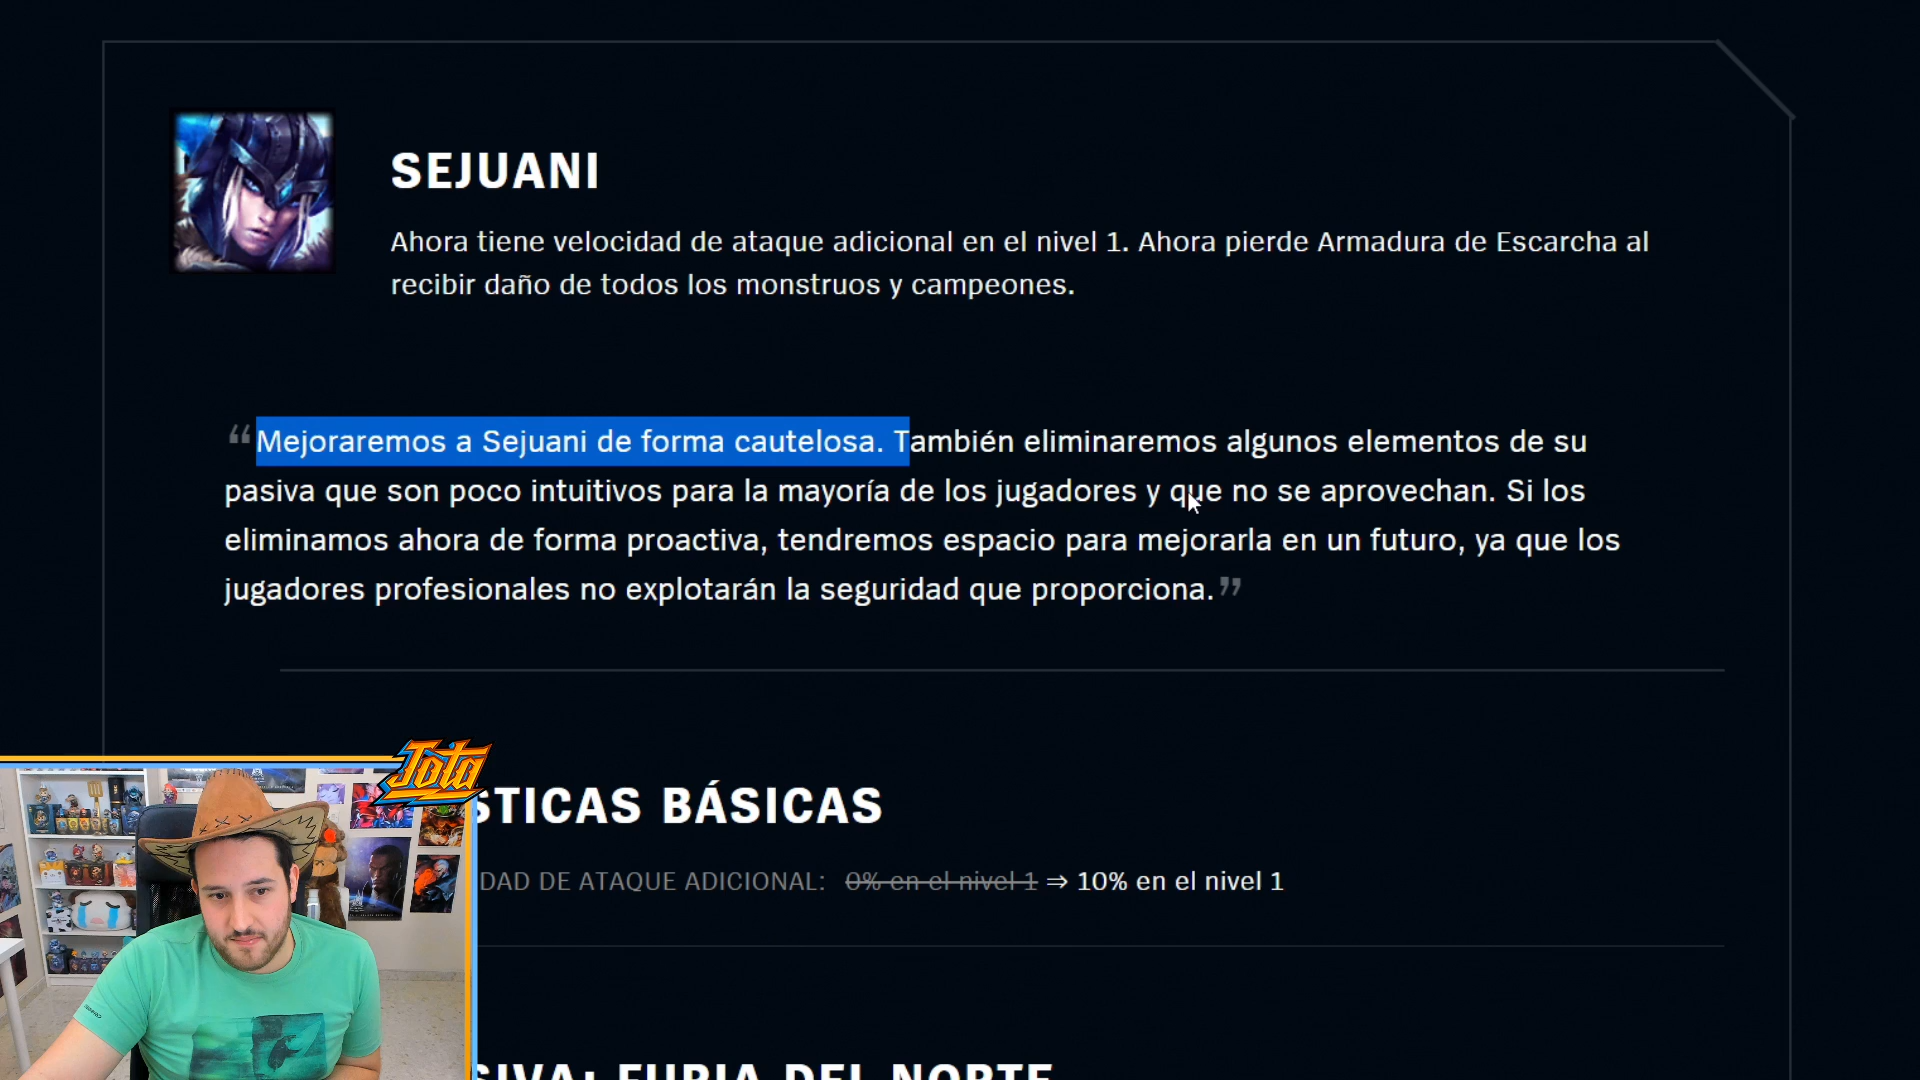 SEJUANI
Ahora tiene velocidad de ataque adicional en el nivel 1. Ahora pierde Armadura de Escarcha al
recibir daño de todos los monstruos y campeones.
“Mejoraremos a Sejuani de forma cautelosa. También eliminaremos algunos elementos de su
pasiva que son poco intuitivos para la mayoría de los jugadores y que no se aprovechan. Si los
eliminamos ahora de forma proactiva, tendremos espacio para mejorarla en un futuro, ya que los
jugadores profesionales no explotarán la seguridad que proporciona.”
Jota
STICAS BÁSICAS
DAD DE ATAQUE ADICIONAL: 0% en el nivel 1 ⇒ 10% en el nivel 1
SIVA: FURIA DEL NORTE